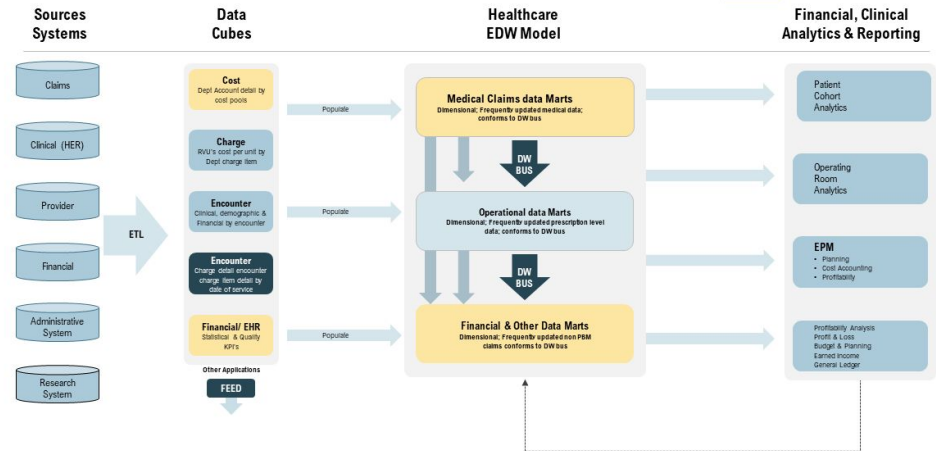 Sources
Systems
Data
Cubes
Healthcare
EDW Model
Financial, Clinical
Analytics & Reporting
Claims
Clinical (HER)
Provider
Financial
Administrative
System
Research
System
ETL
Cost
Dept Account detail by
cost pools
Charge
RVU's cost per unit by
Dept charge item
Encounter
Clinical, demographic &
Financial by encounter
Encounter
Charge detail encounter
charge item detail by
date of service
Financial/ EHR
Statistical & Quality
KPI's
Other Applications
FEED
Populate
Populate
Populate
Medical Claims data Marts
Dimensional; Frequently updated medical data;
conforms to DW bus
DW
BUS
Operational data Marts
Dimensional; Frequently updated prescription level
data; conforms to DW bus
DW
BUS
Financial & Other Data Marts
Dimensional; Frequently updated non PBM
claims conforms to DW bus
Patient
Cohort
Analytics
Operating
Room
Analytics
EPM
• Planning
• Cost Accounting
• Profitability
Profitability Analysis
Profit & Loss
Budget & Planning
Earned Income
General Ledger